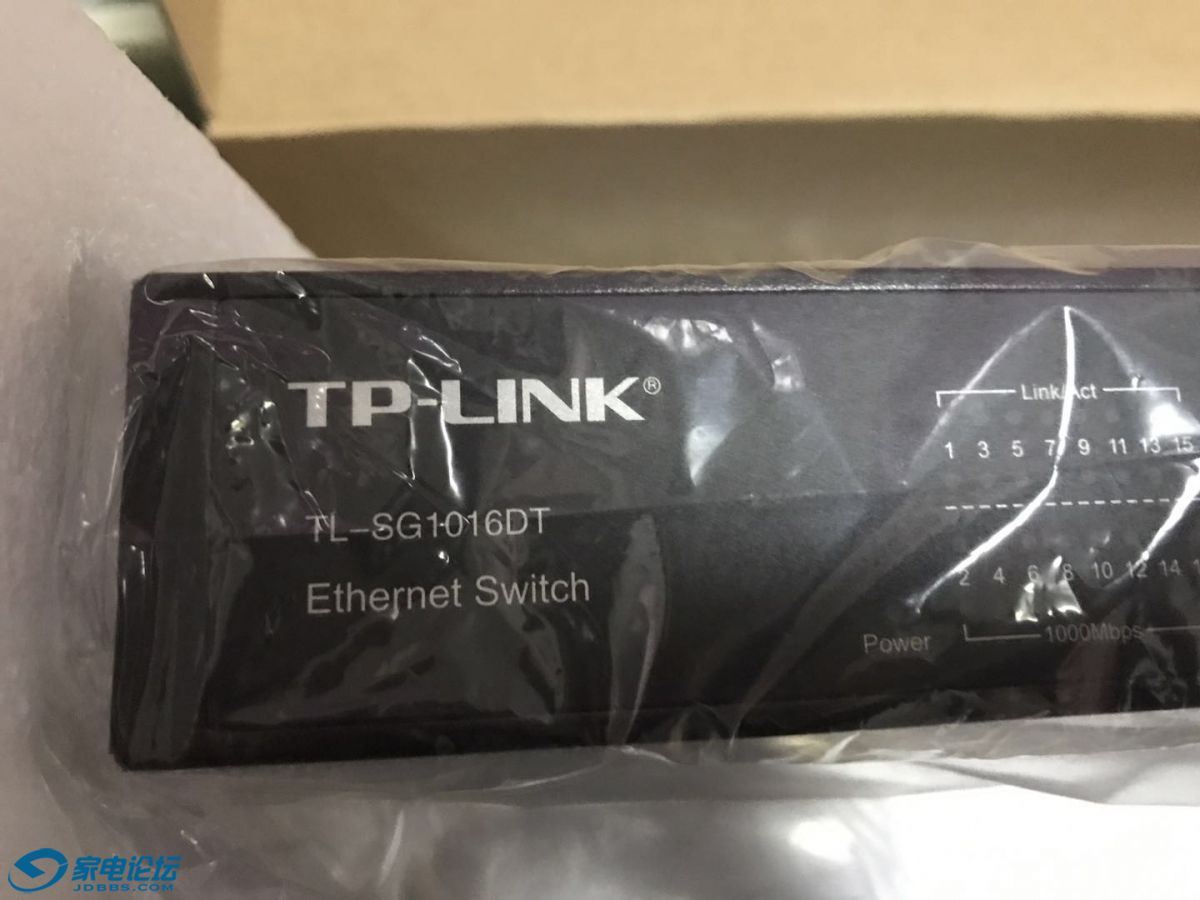 TP-LINK®
TL-SG1016DT
Ethernet Switch
Link/Act
1 3 5 7 9 11 13 15
2 4 6 8 10 12 14
Power
1000Mbps
家电论坛
JDBBS.COM